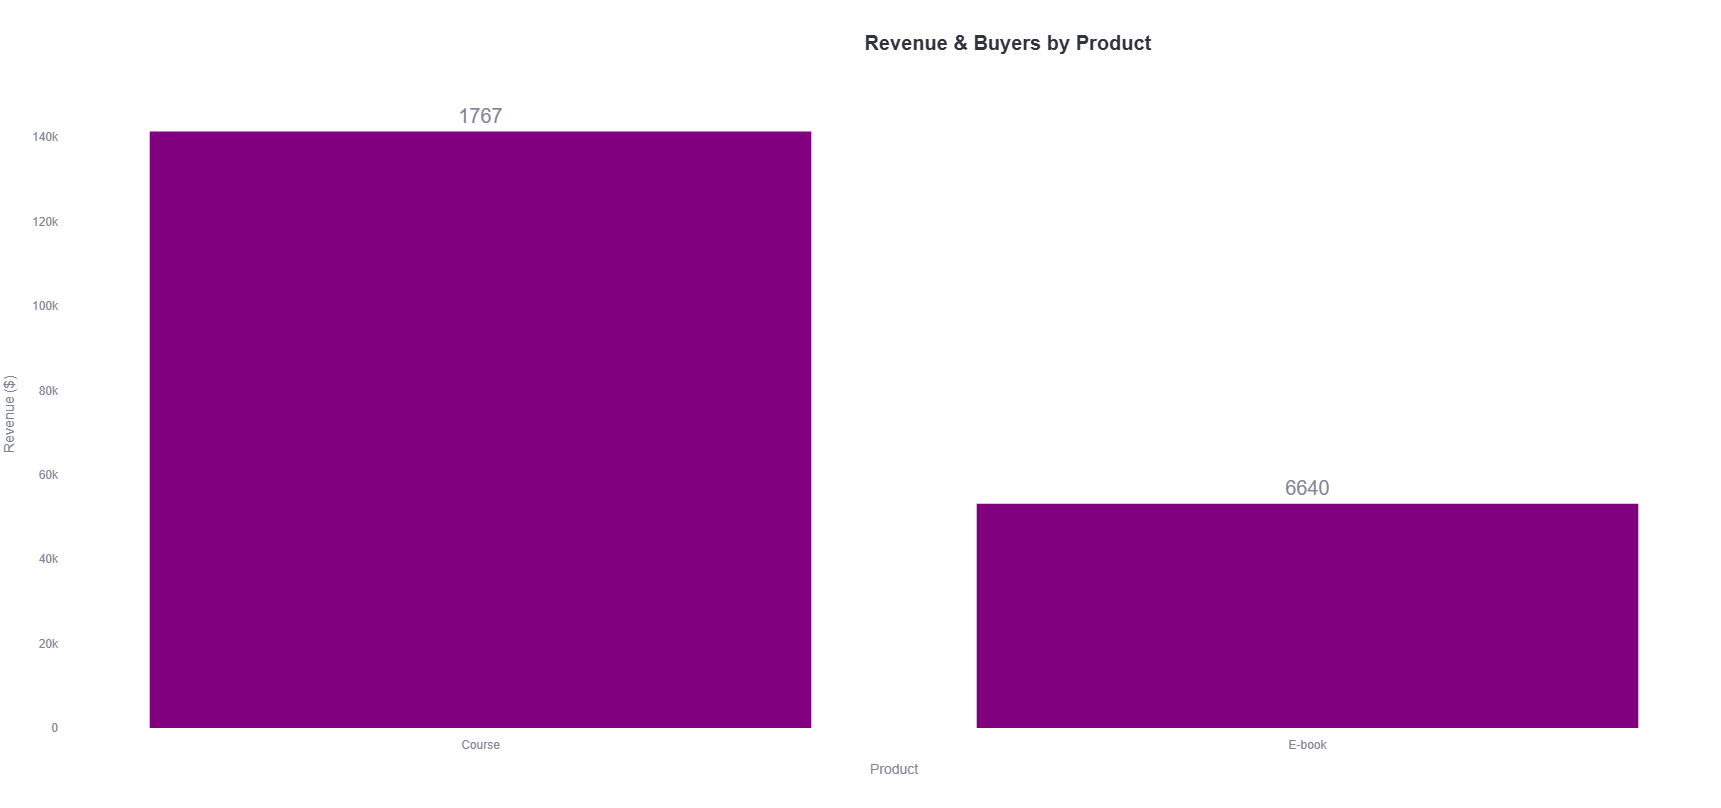 Revenue & Buyers by Product
1767
140k
120k
100k
80k
Revenue ($)
60k
6640
40k
20k
0
Course
E-book
Product